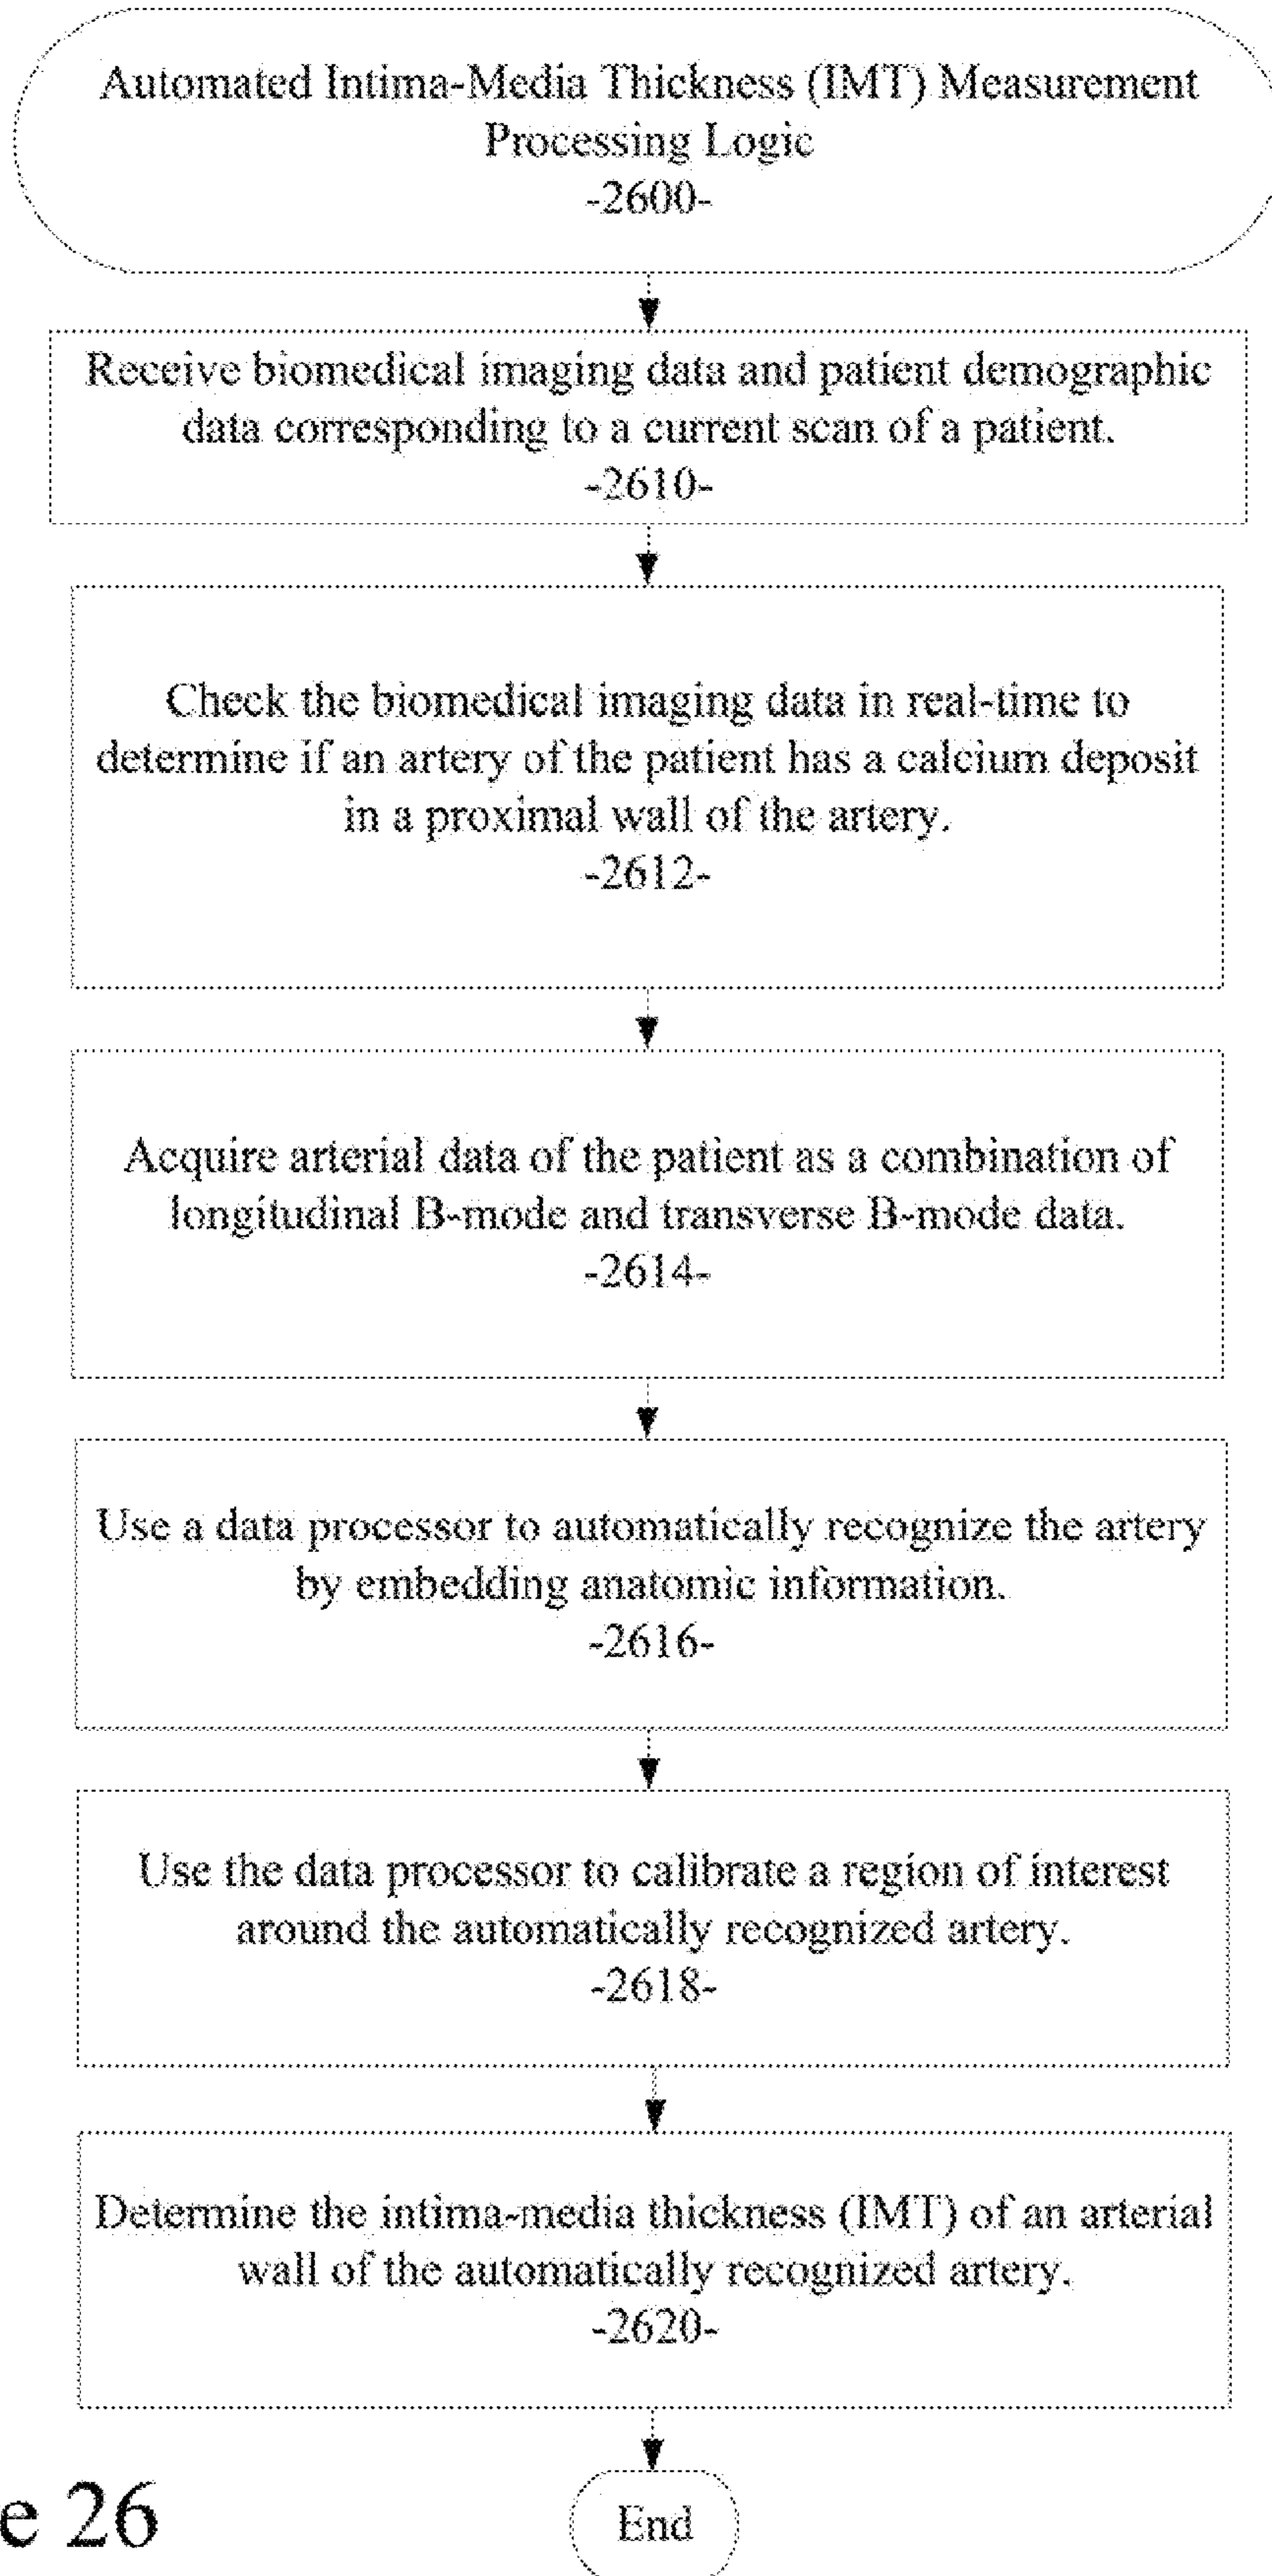 Automated Intima-Media Thickness (IMT) Measurement
Processing Logic
-2600-
Receive biomedical imaging data and patient demographic
data corresponding to a current scan of a patient.
-2610-
Check the biomedical imaging data in real-time to
determine if an artery of the patient has a calcium deposit
in a proximal wall of the artery.
-2612-
Acquire arterial data of the patient as a combination of
longitudinal B-mode and transverse B-mode data.
-2614-
Use a data processor to automatically recognize the artery
by embedding anatomic information.
-2616-
Use the data processor to calibrate a region of interest
around the automatically recognized artery.
-2618-
Determine the intima-media thickness (IMT) of an arterial
wall of the automatically recognized artery.
-2620-
End
e 26